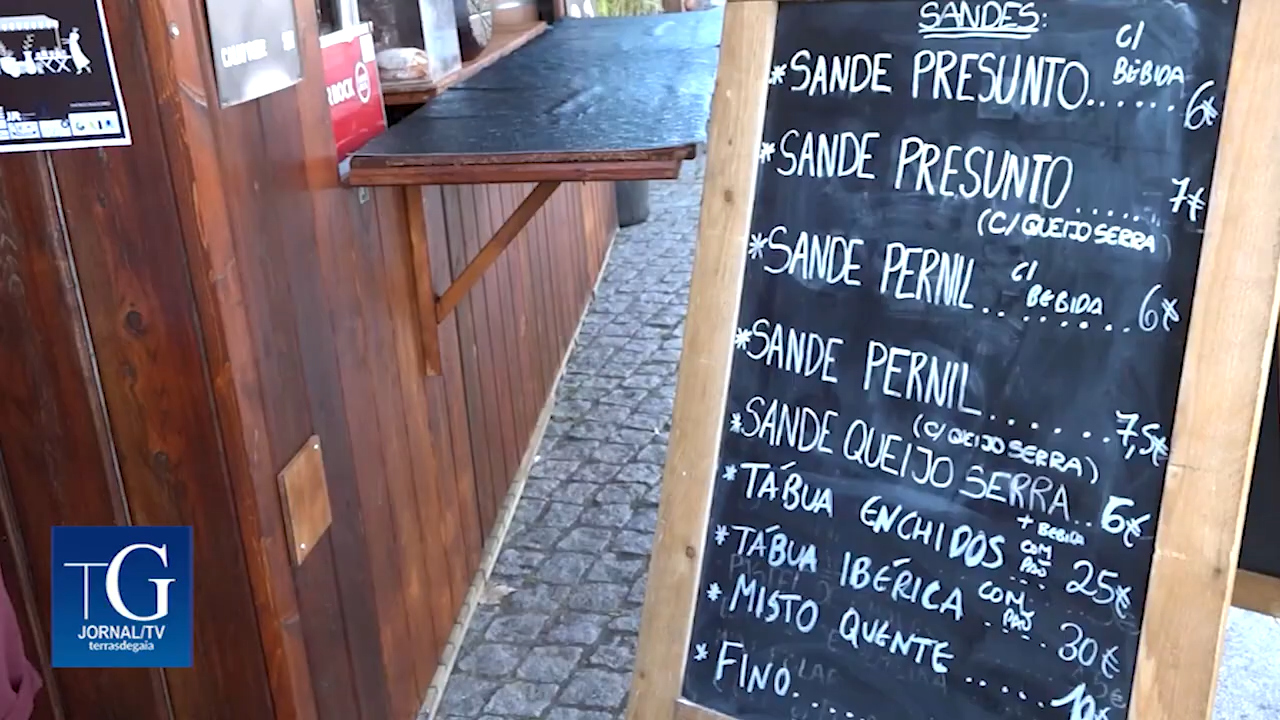 SANDES:
*SANDE PRESUNTO C/ BEBIDA...... 6€
*SANDE PRESUNTO...... 7€
(C/ QUEIJO SERRA)
*SANDE PERNIL.. C/ BEBIDA...... 6€
*SANDE PERNIL....... 7,5€
(C/ QUEIJO SERRA)
*SANDE QUEIJO SERRA.. 6€
+ BEBIDA
*TÁBUA ENCHIDOS COM PÃO... 25€
*TÁBUA IBÉRICA COM PÃO.... 30€
*MISTO QUENTE....
*FINO.....
TG
JORNAL/TV
terrasdegaia